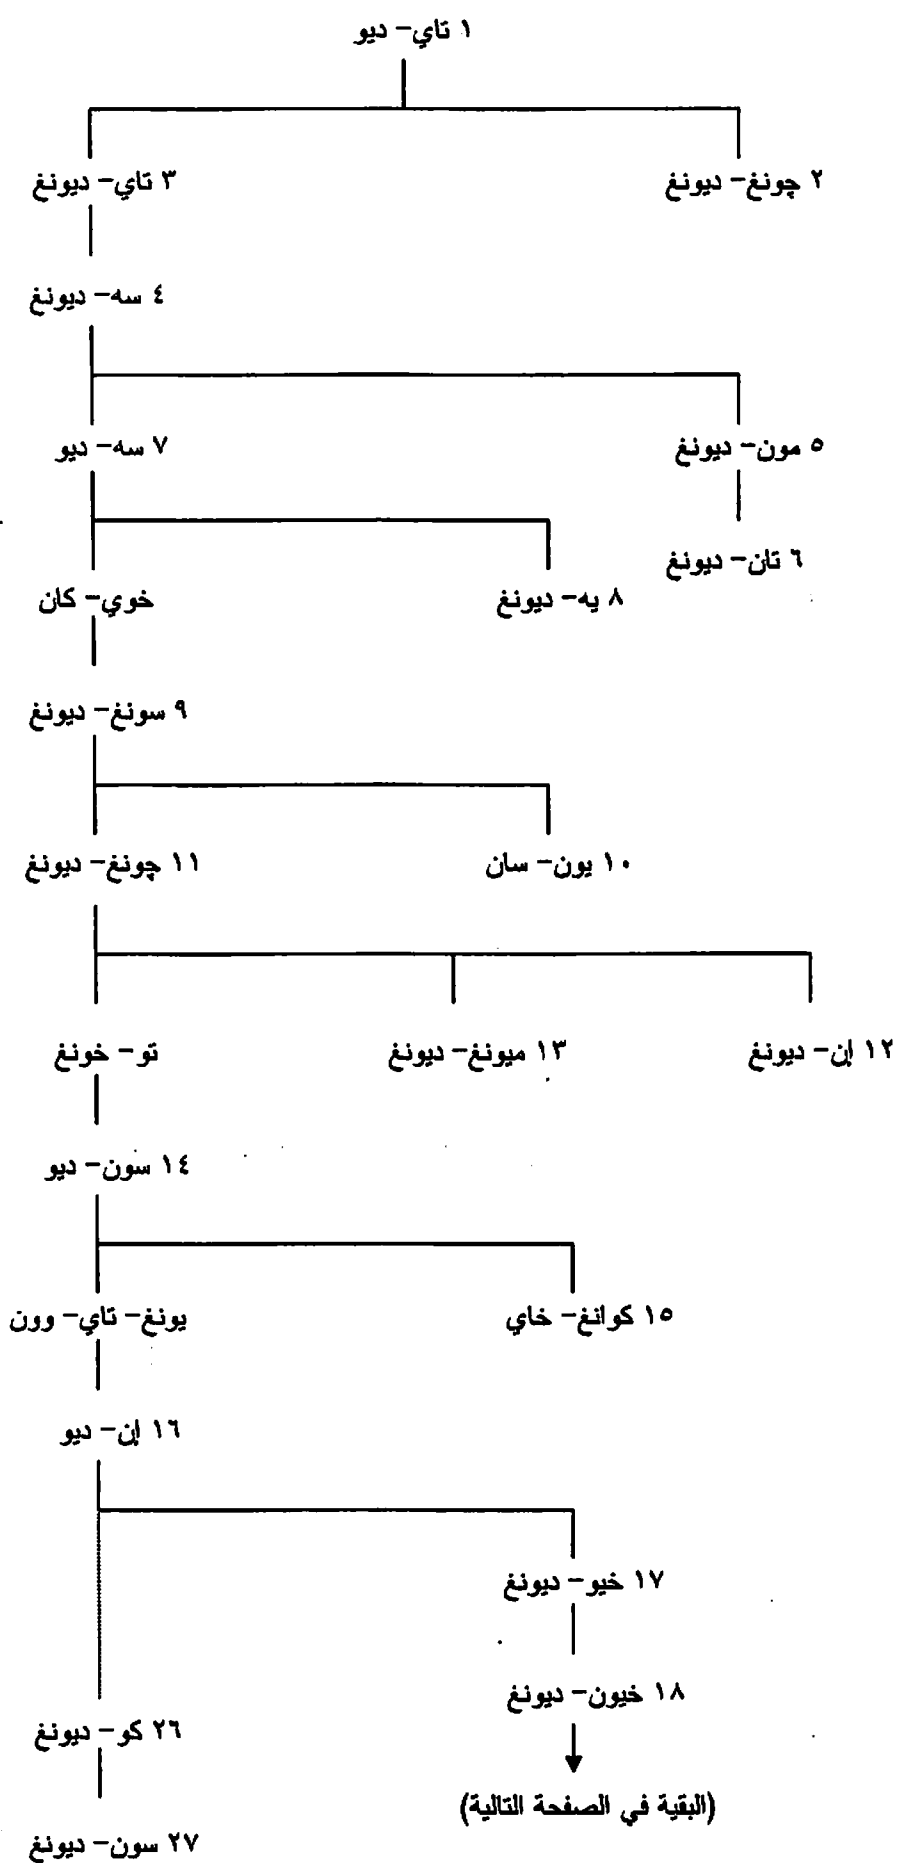 ١ تاي- ديو
٢ چونغ- ديونغ
٣ تاي- ديونغ
٤ سه- ديونغ
٥ مون- ديونغ
٧ سه- ديو
٦ تان- ديونغ
٨ يه- ديونغ
خوي- كان
٩ سونغ- ديونغ
١٠ يون- سان
١١ چونغ- ديونغ
١٢ إن- ديونغ
١٣ ميونغ- ديونغ
تو- خونغ
١٤ سون- ديو
١٥ كوانغ- خاي
يونغ- تاي- وون
١٦ إن- ديو
١٧ خيو- ديونغ
١٨ خيون- ديونغ
٢٦ كو- ديونغ
(البقية في الصفحة التالية)
٢٧ سون- ديونغ